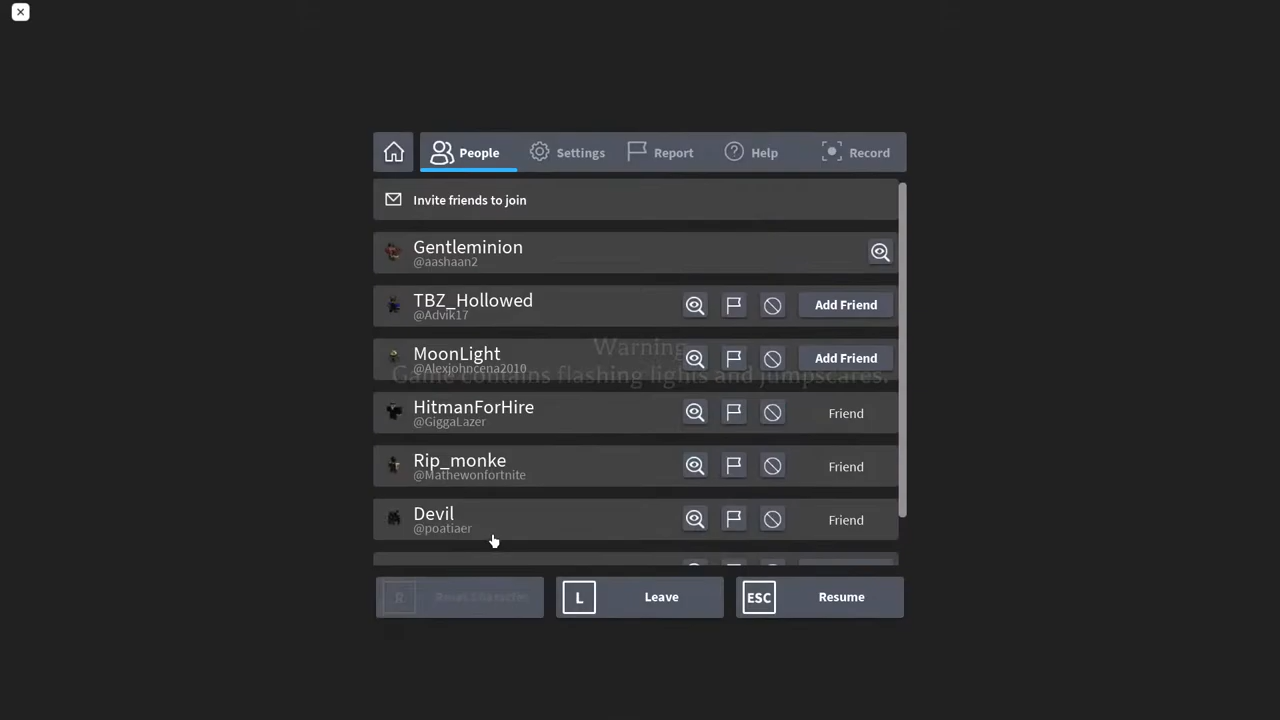 People
Settings
Report
Help
Record
Invite friends to join
Gentleminion
@aashaan2
TBZ_Hollowed
@Advik17
Add Friend
Warning
MoonLight
@Alexjohncena2010
Add Friend
Game contains flashing lights and jumpscares.
HitmanForHire
@GiggaLazer
Friend
Rip_monke
@Mathewonfortnite
Friend
Devil
@poatiaer
Friend
R
Reset Character
L
Leave
ESC
Resume